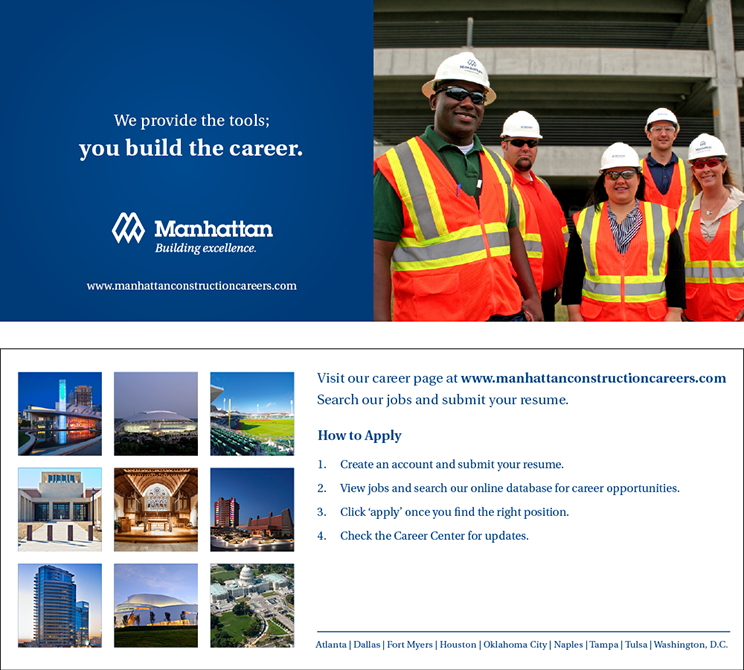 We provide the tools;
you build the career.
Manhattan
Building excellence.
www.manhattanconstructioncareers.com
Visit our career page at www.manhattanconstructioncareers.com
Search our jobs and submit your resume.
How to Apply
1. Create an account and submit your resume.
2. View jobs and search our online database for career opportunities.
3. Click ‘apply’ once you find the right position.
4. Check the Career Center for updates.
Atlanta | Dallas | Fort Myers | Houston | Oklahoma City | Naples | Tampa | Tulsa | Washington, D.C.